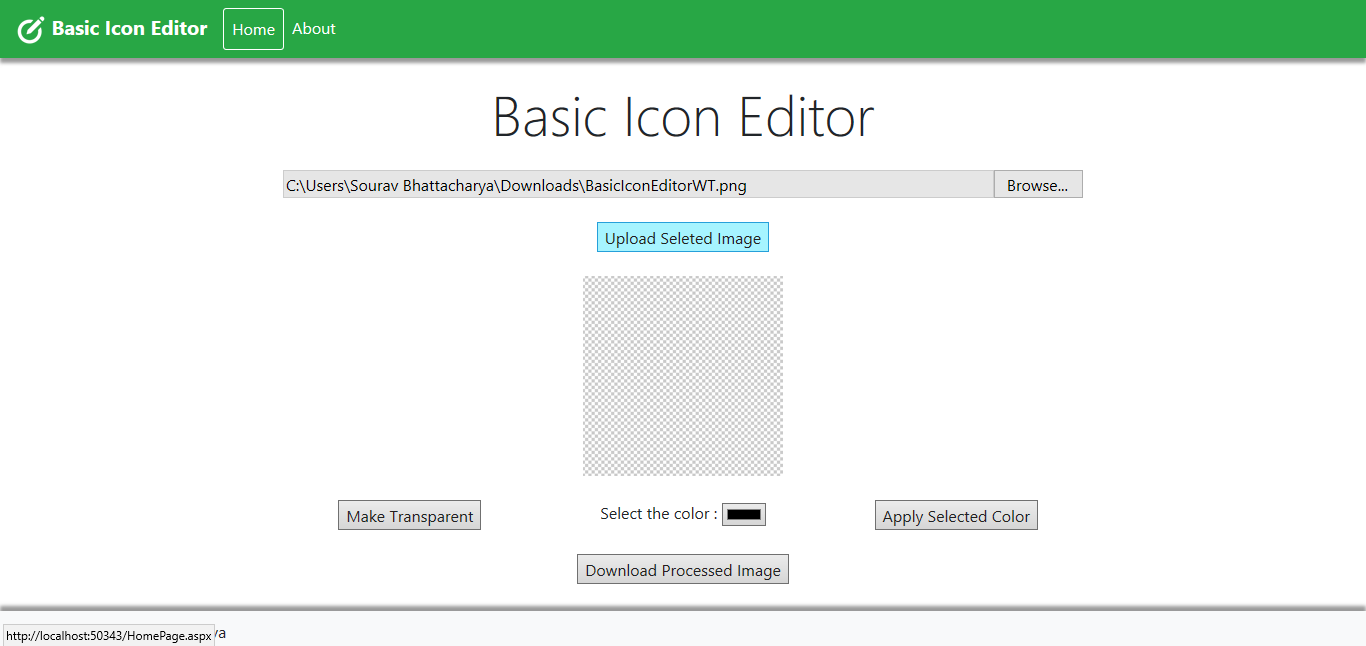 Basic Icon Editor Home About
Basic Icon Editor
C:\Users\Sourav Bhattacharya\Downloads\BasicIconEditorWT.png Browse...
Upload Seleted Image
Make Transparent Select the color : Apply Selected Color
Download Processed Image
http://localhost:50343/HomePage.aspx